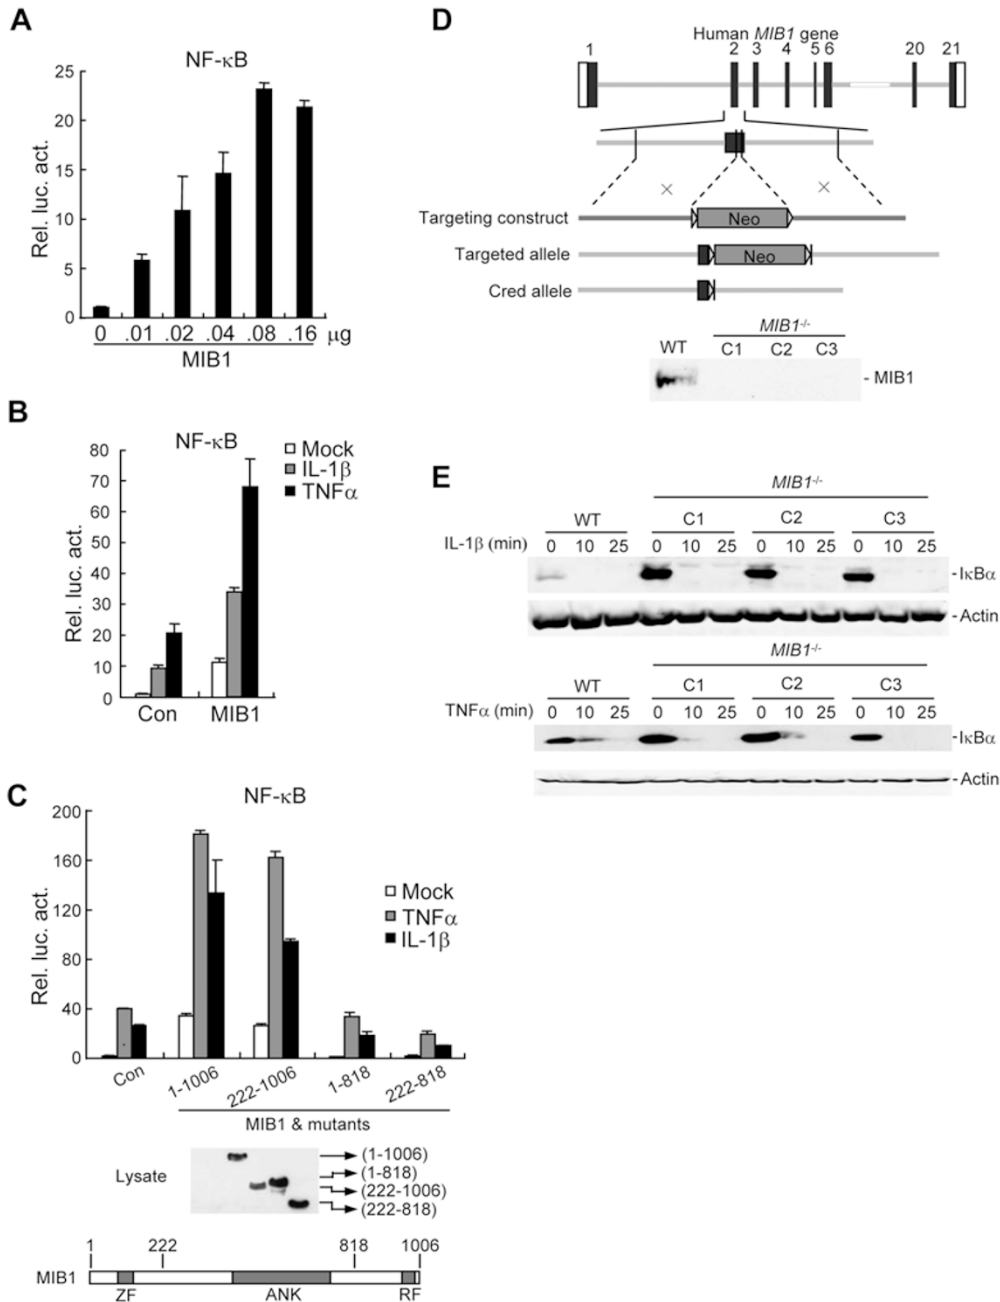 A
NF-κB
Rel. luc. act.
25
20
15
10
5
0
0 .01 .02 .04 .08 .16 μg
MIB1
B
NF-κB
Mock
IL-1β
TNFα
Rel. luc. act.
80
70
60
50
40
30
20
10
0
Con MIB1
C
NF-κB
Mock
TNFα
IL-1β
Rel. luc. act.
200
160
120
80
40
0
Con 1-1006 222-1006 1-818 222-818
MIB1 & mutants
Lysate
(1-1006)
(1-818)
(222-1006)
(222-818)
1 222 818 1006
MIB1
ZF ANK RF
D
Human MIB1 gene
1 2 3 4 5 6 20 21
× ×
Targeting construct
Neo
Targeted allele
Neo
Cred allele
MIB1-/-
WT C1 C2 C3
- MIB1
E
MIB1-/-
WT C1 C2 C3
IL-1β (min) 0 10 25 0 10 25 0 10 25 0 10 25
-IκBα
-Actin
MIB1-/-
WT C1 C2 C3
TNFα (min) 0 10 25 0 10 25 0 10 25 0 10 25
-IκBα
-Actin